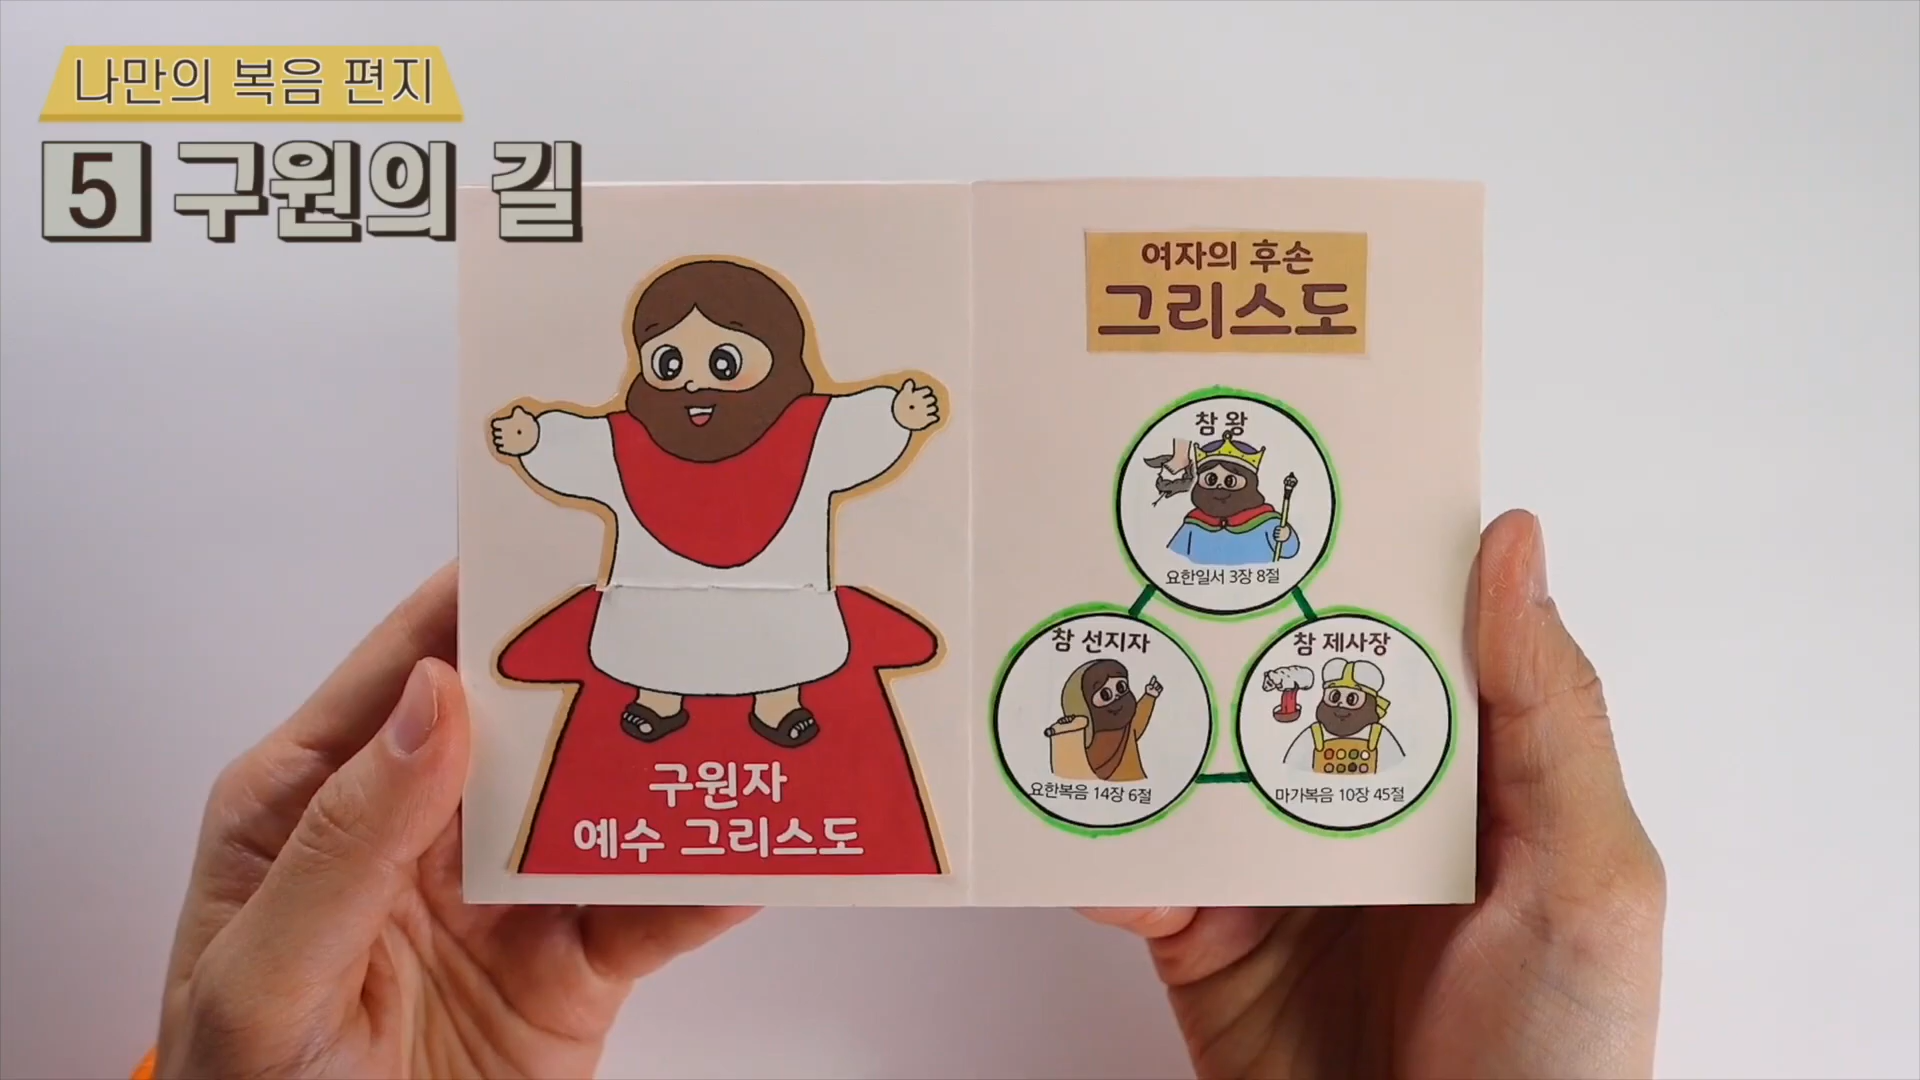 나만의 복음 편지
5 구원의 길
구원자
예수 그리스도
여자의 후손
그리스도
참 왕
요한일서 3장 8절
참 선지자
요한복음 14장 6절
참 제사장
마가복음 10장 45절